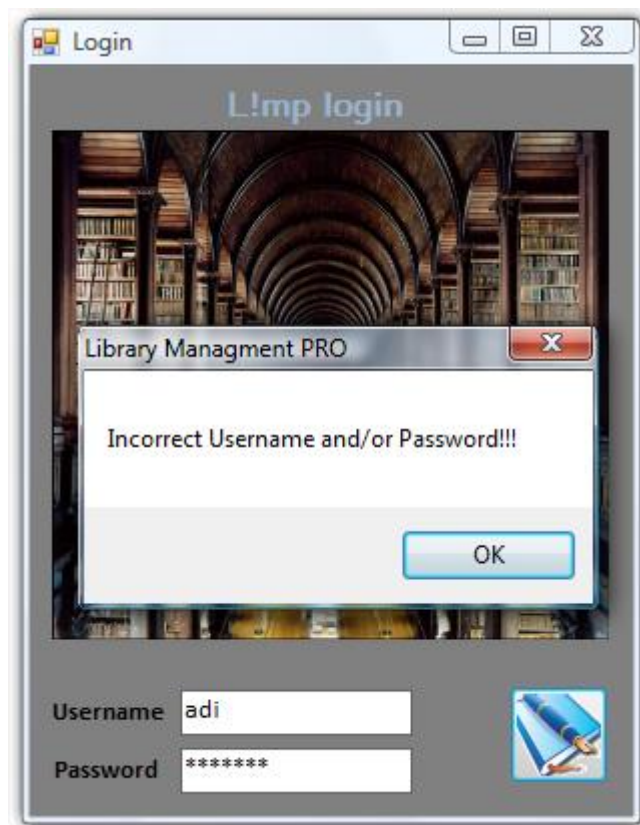 Login
L!mp login
Library Managment PRO
Incorrect Username and/or Password!!!
OK
Username adi
Password *******